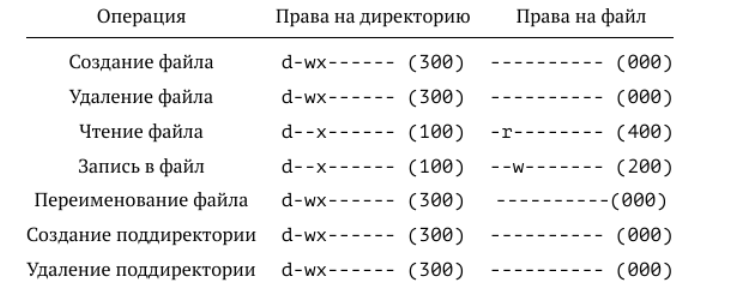 Операция Права на директорию Права на файл
Создание файла d-wx------ (300) ---------- (000)
Удаление файла d-wx------ (300) ---------- (000)
Чтение файла d--x------ (100) -r-------- (400)
Запись в файл d--x------ (100) --w------- (200)
Переименование файла d-wx------ (300) ----------(000)
Создание поддиректории d-wx------ (300) ---------- (000)
Удаление поддиректории d-wx------ (300) ---------- (000)